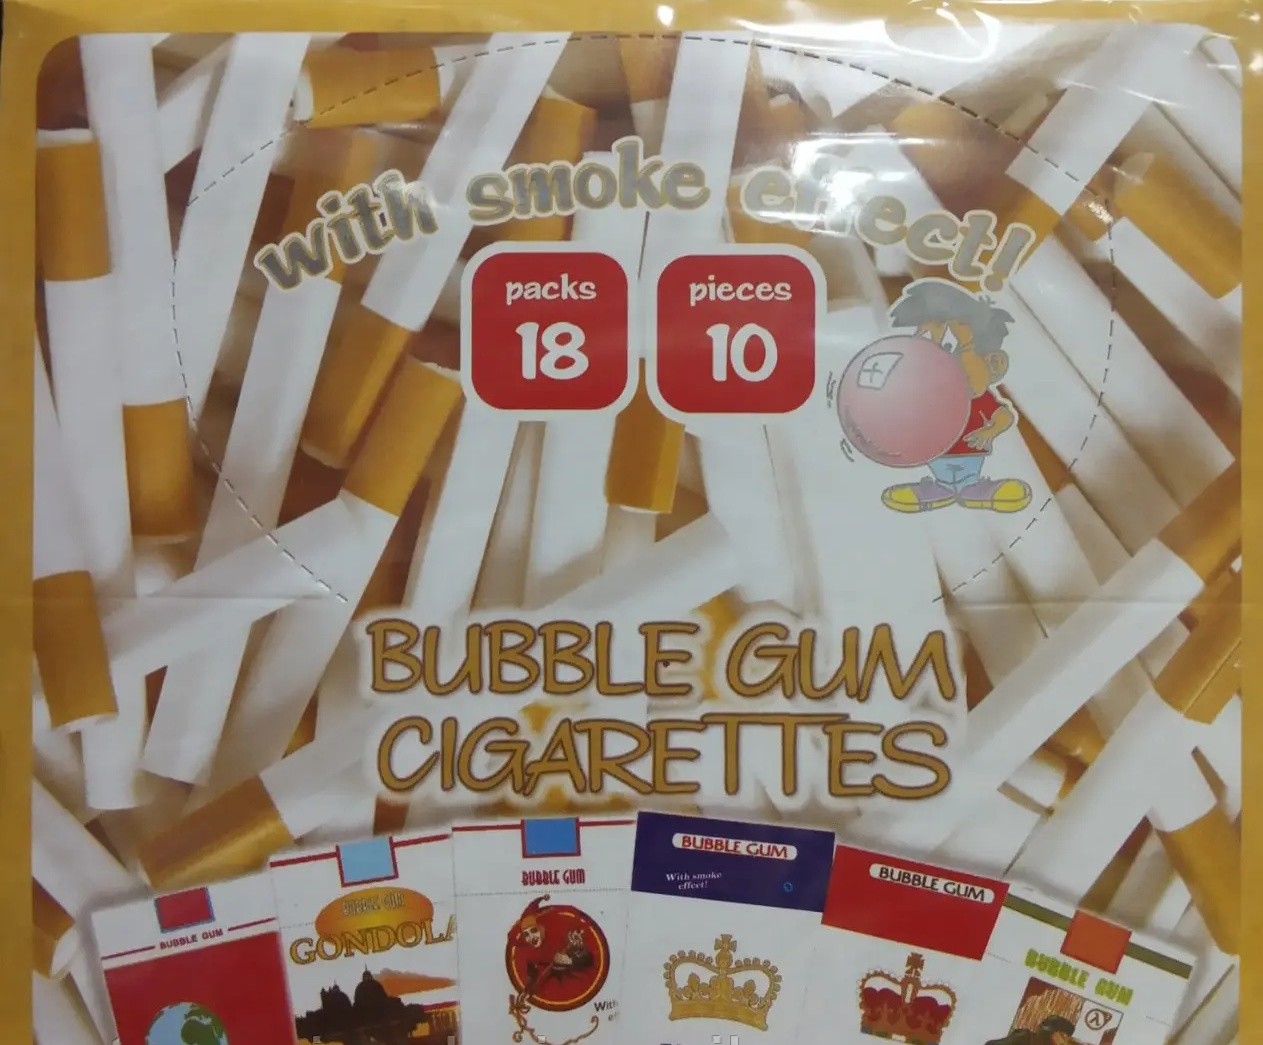 with smoke effect!
packs
18
pieces
10
BUBBLE GUM
CIGARETTES
BUBBLE GUM
BUBBLE GUM
GONDOLA
BUBBLE GUM
With
BUBBLE GUM
With smoke
effect!
BUBBLE GUM
BUBBLE GUM